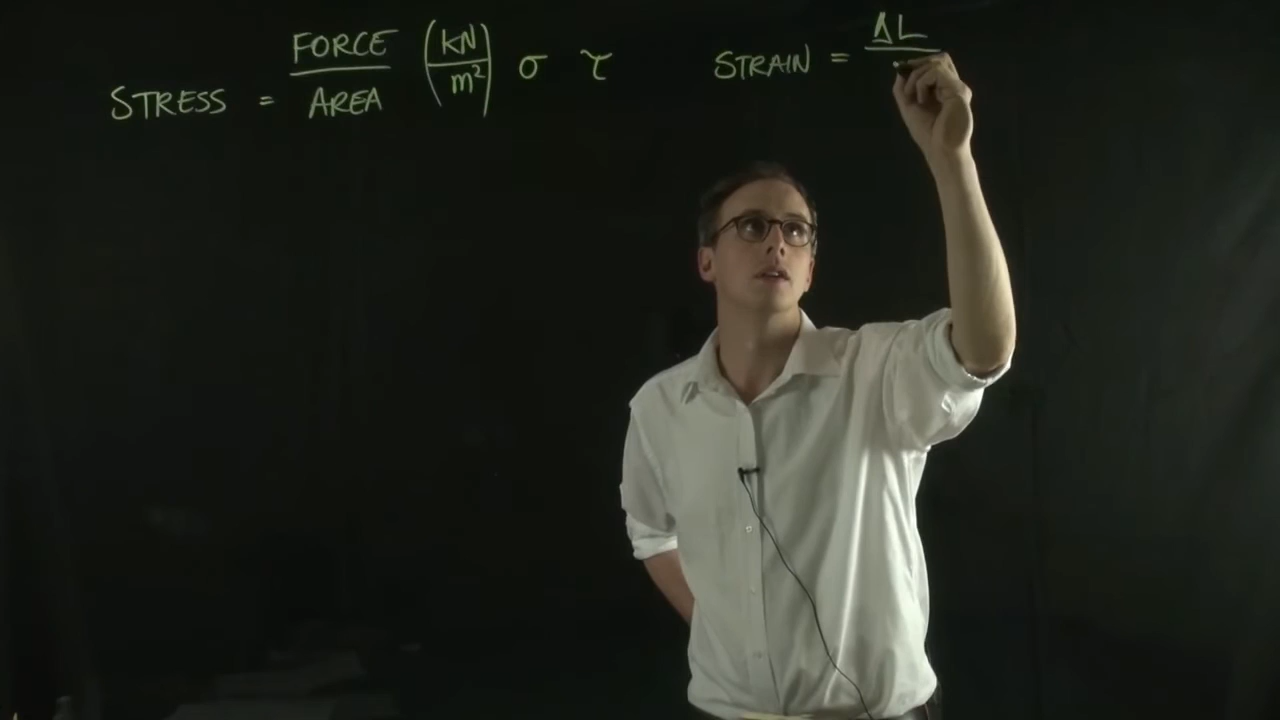 STRESS = FORCE / AREA (kN / m²) σ τ
STRAIN = ΔL